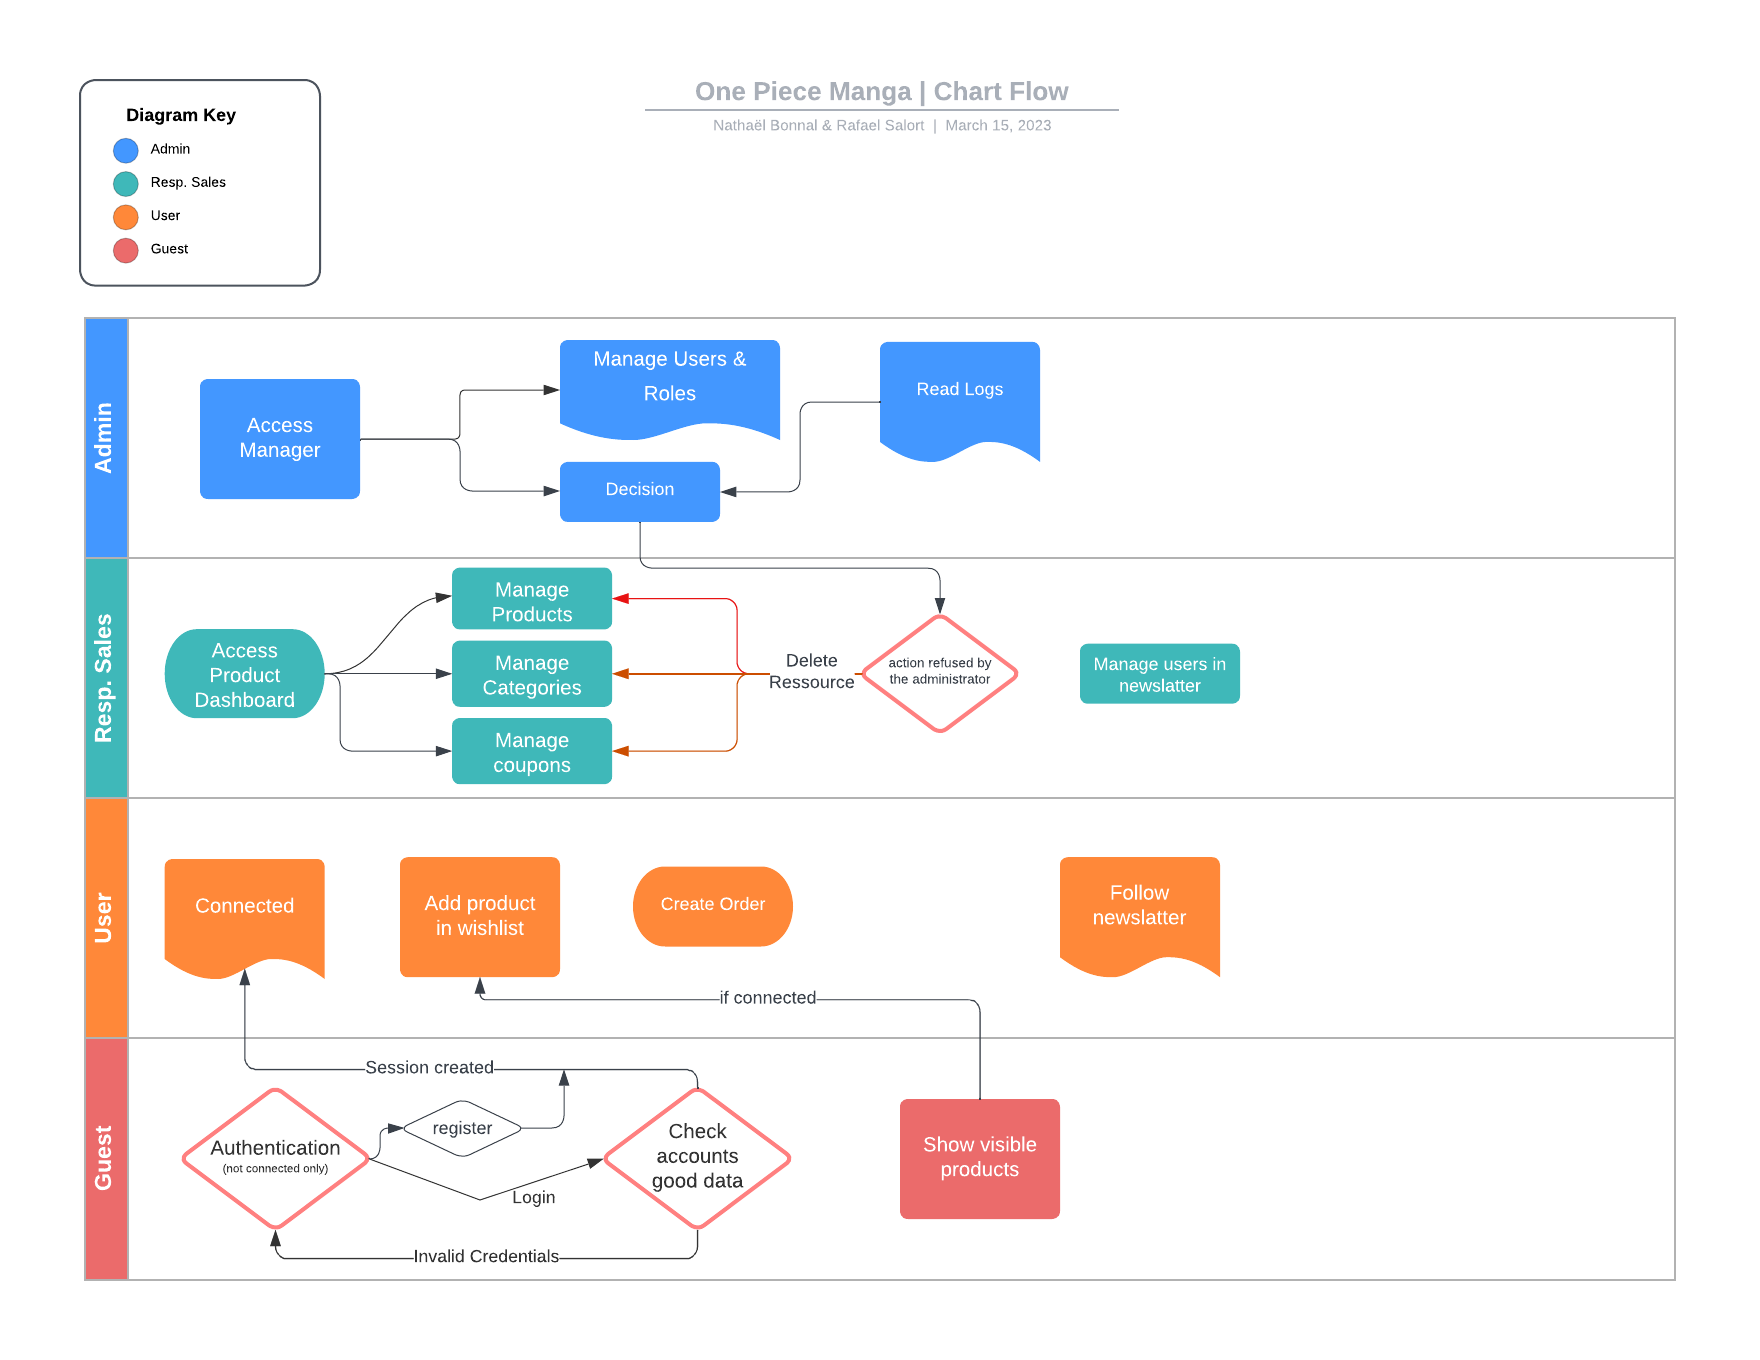 One Piece Manga | Chart Flow
Nathaël Bonnal & Rafael Salort | March 15, 2023
Diagram Key
Admin
Resp. Sales
User
Guest
Admin
Access
Manager
Manage Users &
Roles
Decision
Read Logs
Resp. Sales
Access
Product
Dashboard
Manage
Products
Manage
Categories
Manage
coupons
Delete
Ressource
action refused by
the administrator
Manage users in
newslatter
User
Connected
Add product
in wishlist
Create Order
Follow
newslatter
if connected
Guest
Session created
Authentication
(not connected only)
register
Login
Check
accounts
good data
Invalid Credentials
Show visible
products